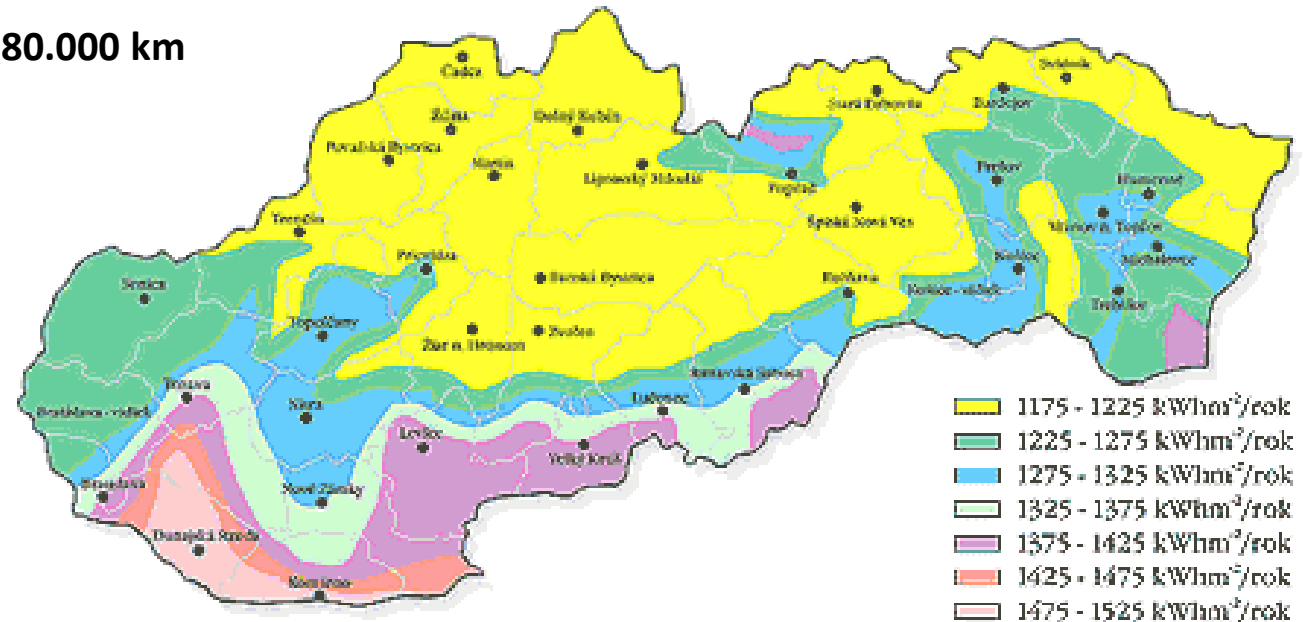 80.000 km
Svidník
Čadca
Stará Ľubovňa
Bardejov
Žilina
Dolný Kubín
Považská Bystrica
Martin
Liptovský Mikuláš
Poprad
Prešov
Humenné
Spišská Nová Ves
Trenčín
Vranov n. Topľou
Michalovce
Prievidza
Košice
Senica
Banská Bystrica
Rožňava
Košice - vidiek
Trebišov
Topoľčany
Zvolen
Žiar n. Hronom
Rimavská Sobota
Trnava
Lučenec
Bratislava - vidiek
Nitra
1175 - 1225 kWhm⁻²/rok
Levice
1225 - 1275 kWhm⁻²/rok
Veľký Krtíš
1275 - 1325 kWhm⁻²/rok
Bratislava
Nové Zámky
1325 - 1375 kWhm⁻²/rok
Dunajská Streda
1375 - 1425 kWhm⁻²/rok
Komárno
1425 - 1475 kWhm⁻²/rok
1475 - 1525 kWhm⁻²/rok